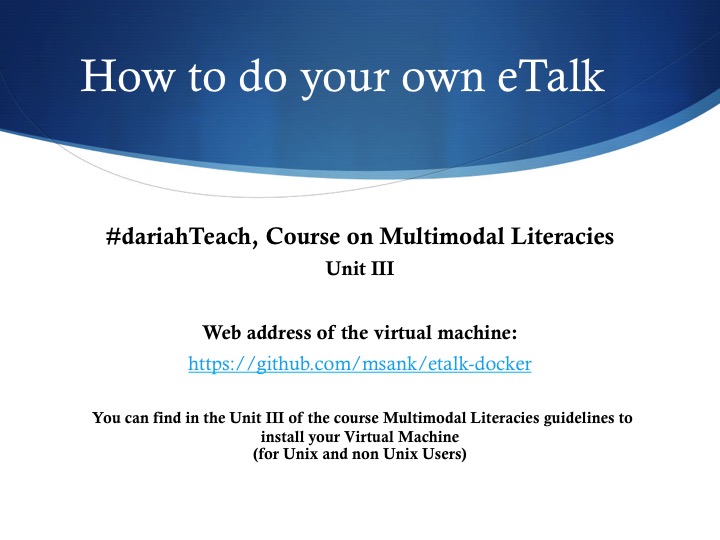 How to do your own eTalk
#dariahTeach, Course on Multimodal Literacies
Unit III
Web address of the virtual machine:
https://github.com/msank/etalk-docker
You can find in the Unit III of the course Multimodal Literacies guidelines to
install your Virtual Machine
(for Unix and non Unix Users)